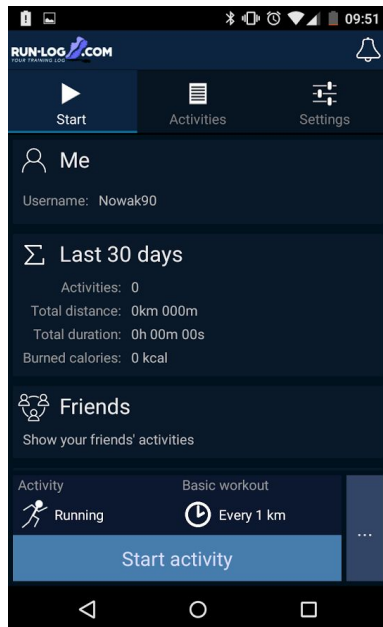 09:51
RUN-LOG.COM
YOUR TRAINING LOG
Start
Activities
Settings
Me
Username: Nowak90
Σ Last 30 days
Activities: 0
Total distance: 0km 000m
Total duration: 0h 00m 00s
Burned calories: 0 kcal
Friends
Show your friends' activities
Activity
Basic workout
Running
Every 1 km
...
Start activity